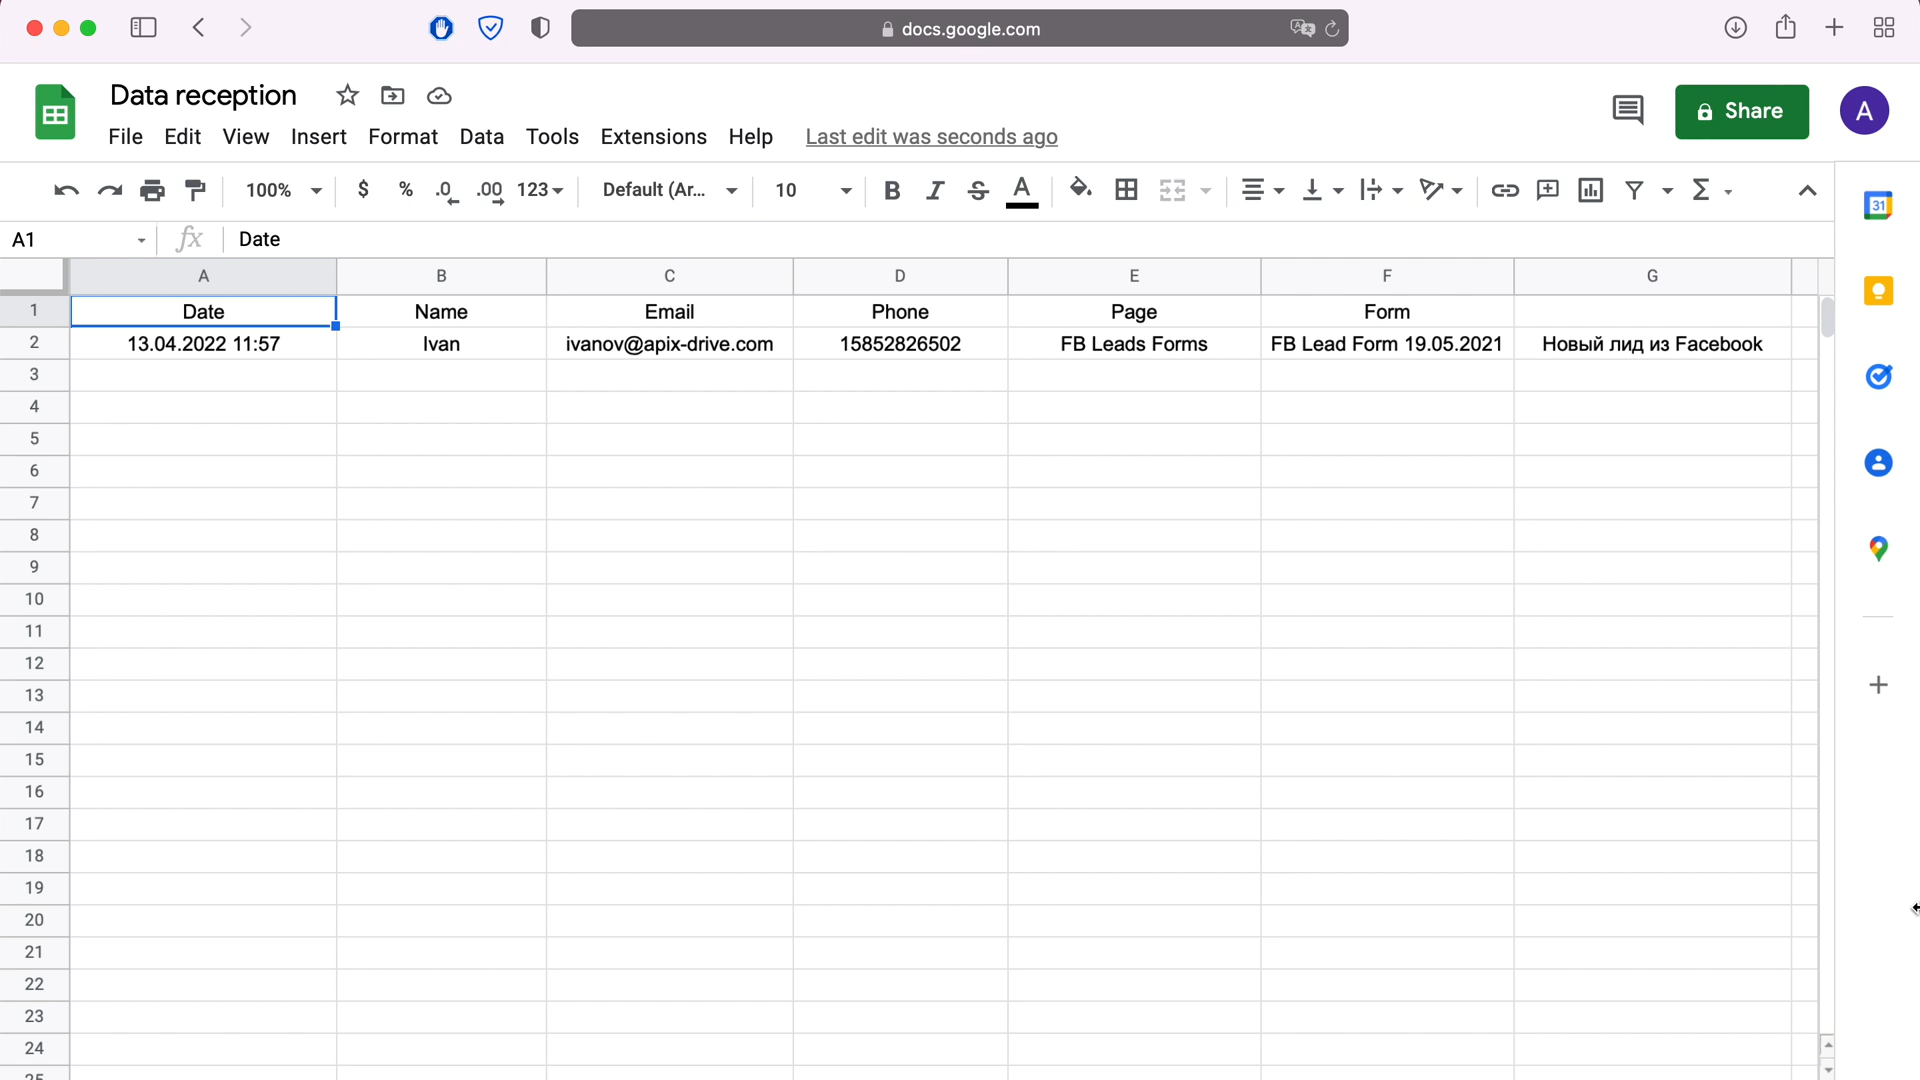 docs.google.com
Data reception
File Edit View Insert Format Data Tools Extensions Help Last edit was seconds ago
Share
A
100% $ % .0 .00 123 Default (Ar... 10 B I S A
31
A1 fx Date
A B C D E F G
1 Date Name Email Phone Page Form
2 13.04.2022 11:57 Ivan ivanov@apix-drive.com 15852826502 FB Leads Forms FB Lead Form 19.05.2021 Новый лид из Facebook
3
4
5
6
7
8
9
10
11
12
13
14
15
16
17
18
19
20
21
22
23
24
25